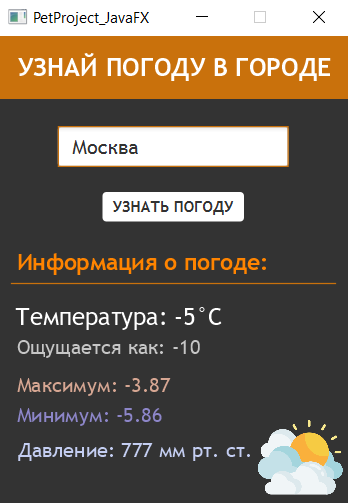 PetProject_JavaFX
УЗНАЙ ПОГОДУ В ГОРОДЕ
Москва
УЗНАТЬ ПОГОДУ
Информация о погоде:
Температура: -5°C
Ощущается как: -10
Максимум: -3.87
Минимум: -5.86
Давление: 777 мм рт. ст.